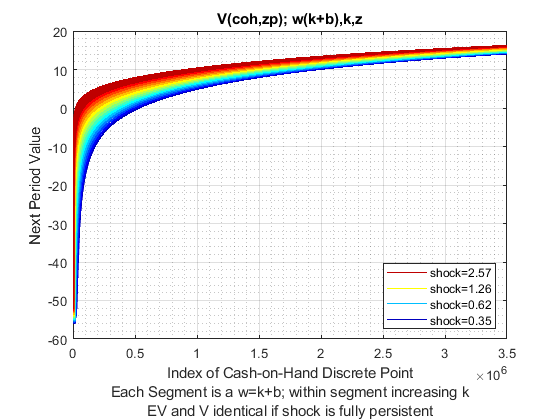 V(coh,zp); w(k+b),k,z
20
10
0
-10
-20
-30
-40
-50
-60
Next Period Value
shock=2.57
shock=1.26
shock=0.62
shock=0.35
0 0.5 1 1.5 2 2.5 3 3.5
×10^6
Index of Cash-on-Hand Discrete Point
Each Segment is a w=k+b; within segment increasing k
EV and V identical if shock is fully persistent